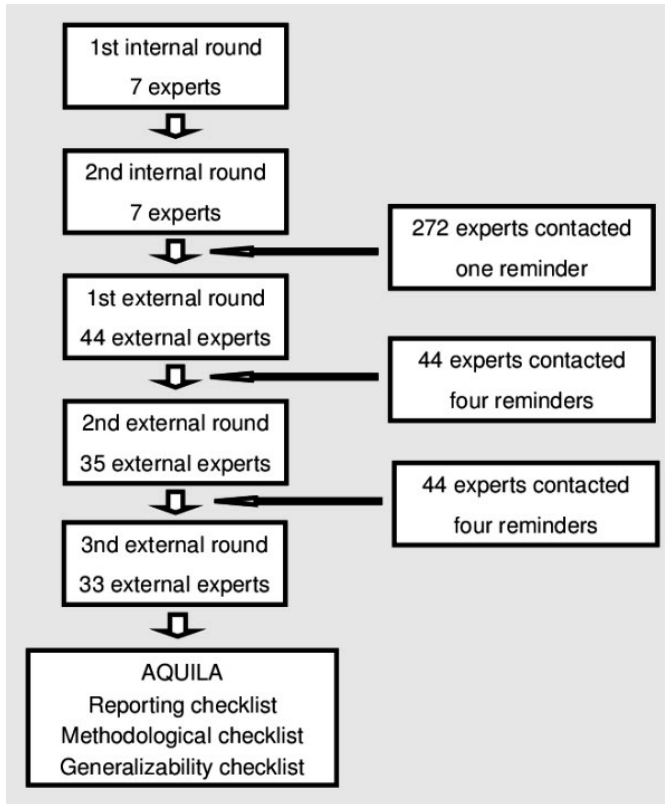 1st internal round
7 experts
2nd internal round
7 experts
272 experts contacted
one reminder
1st external round
44 external experts
44 experts contacted
four reminders
2nd external round
35 external experts
44 experts contacted
four reminders
3nd external round
33 external experts
AQUILA
Reporting checklist
Methodological checklist
Generalizability checklist